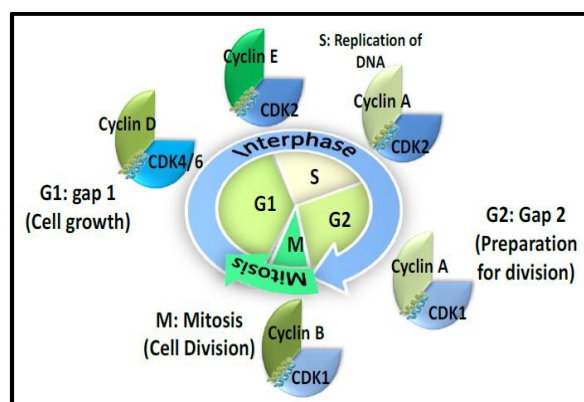 Cyclin E
CDK2
S: Replication of
DNA
Cyclin A
CDK2
Cyclin D
CDK4/6
Interphase
G1: gap 1
(Cell growth)
G1
S
G2
M
Mitosis
G2: Gap 2
(Preparation
for division)
Cyclin A
CDK1
M: Mitosis
(Cell Division)
Cyclin B
CDK1